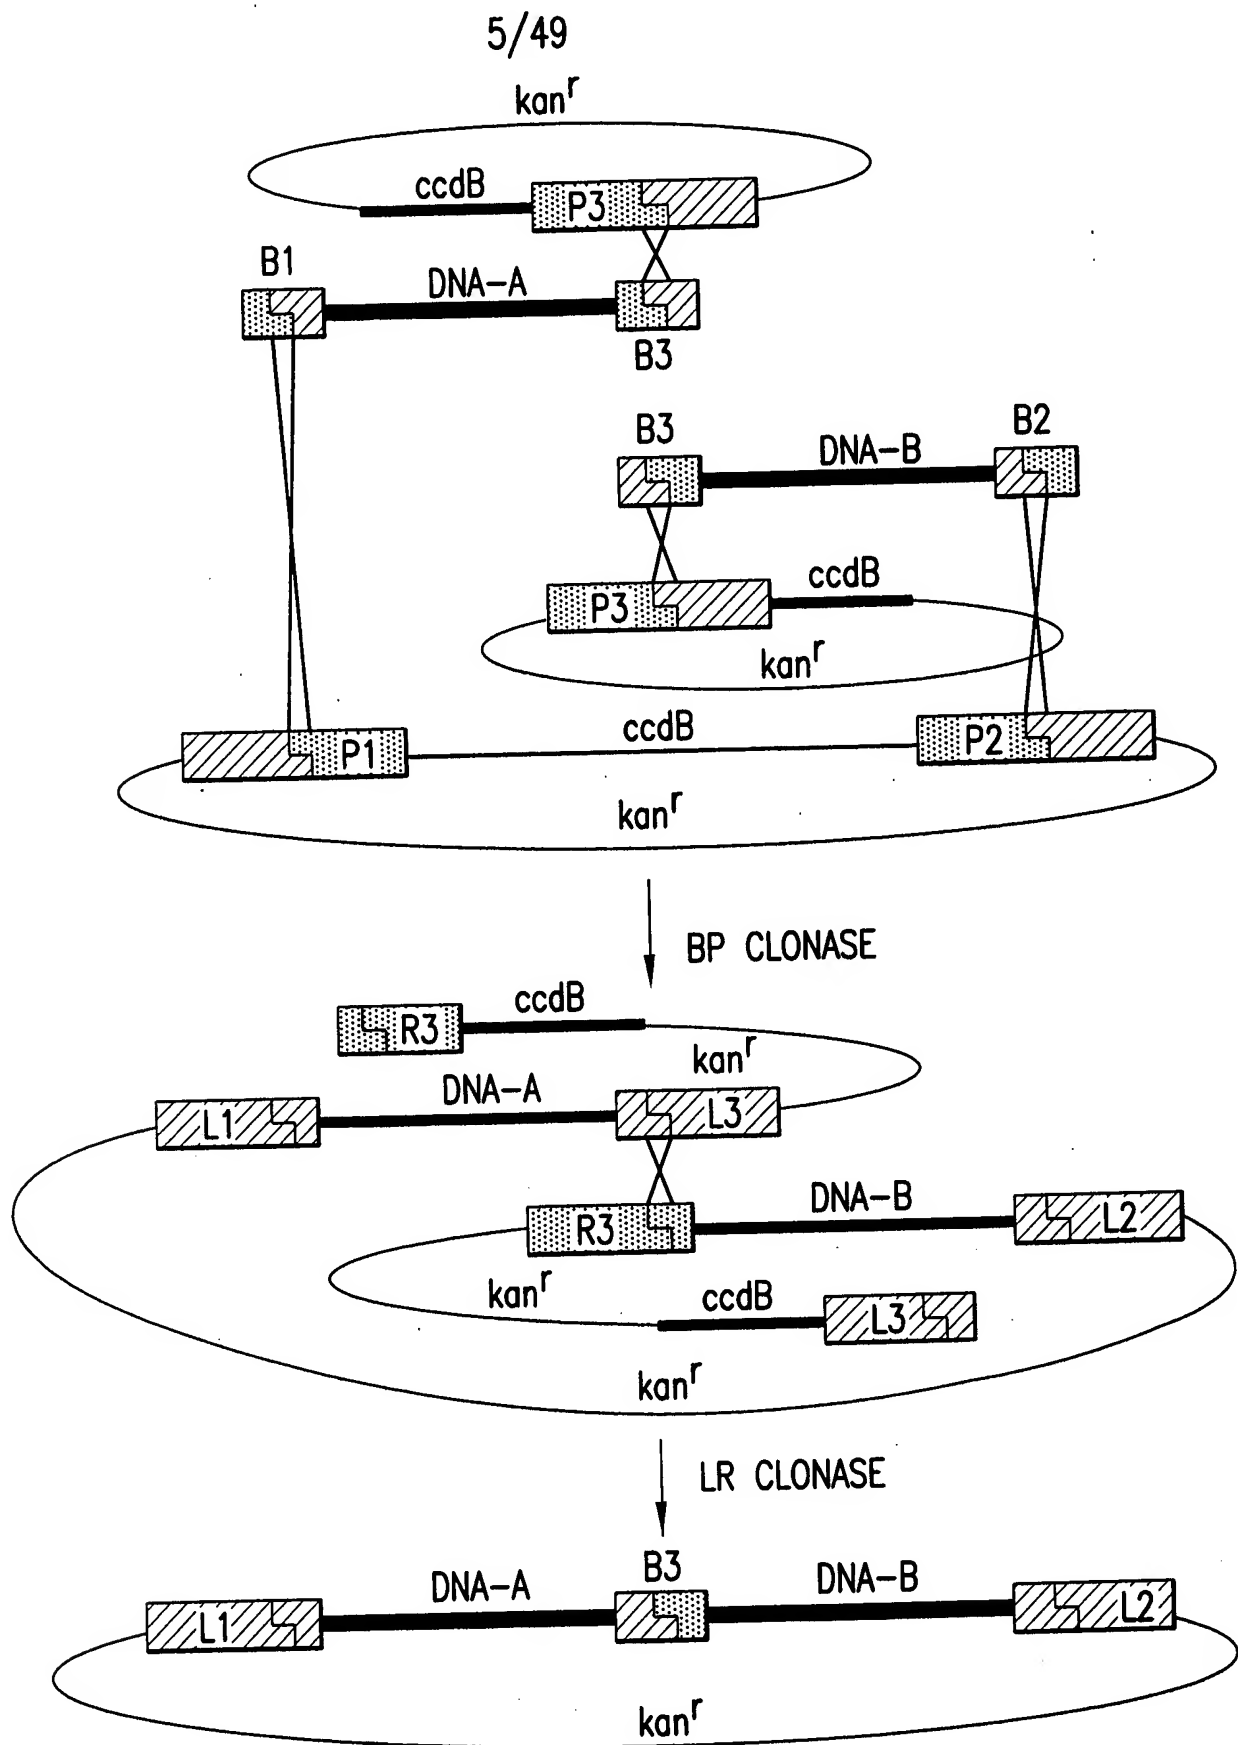 5/49
kanʳ
ccdB
P3
B1
DNA-A
B3
B3
DNA-B
B2
P3
ccdB
kanʳ
P1
ccdB
P2
kanʳ
BP CLONASE
R3
ccdB
kanʳ
L1
DNA-A
L3
R3
DNA-B
L2
kanʳ
ccdB
L3
kanʳ
LR CLONASE
L1
DNA-A
B3
DNA-B
L2
kanʳ